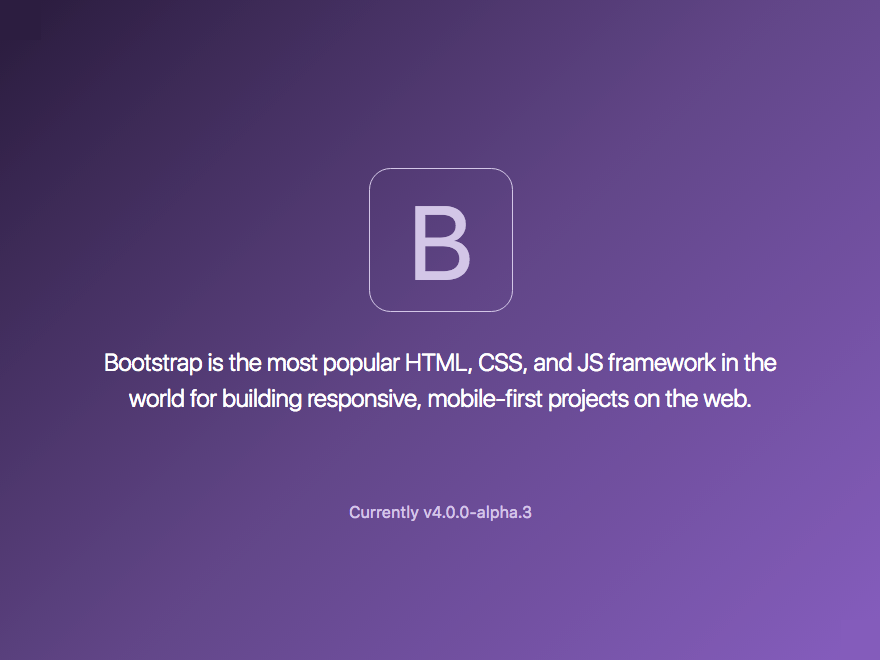 B
Bootstrap is the most popular HTML, CSS, and JS framework in the
world for building responsive, mobile-first projects on the web.
Currently v4.0.0-alpha.3